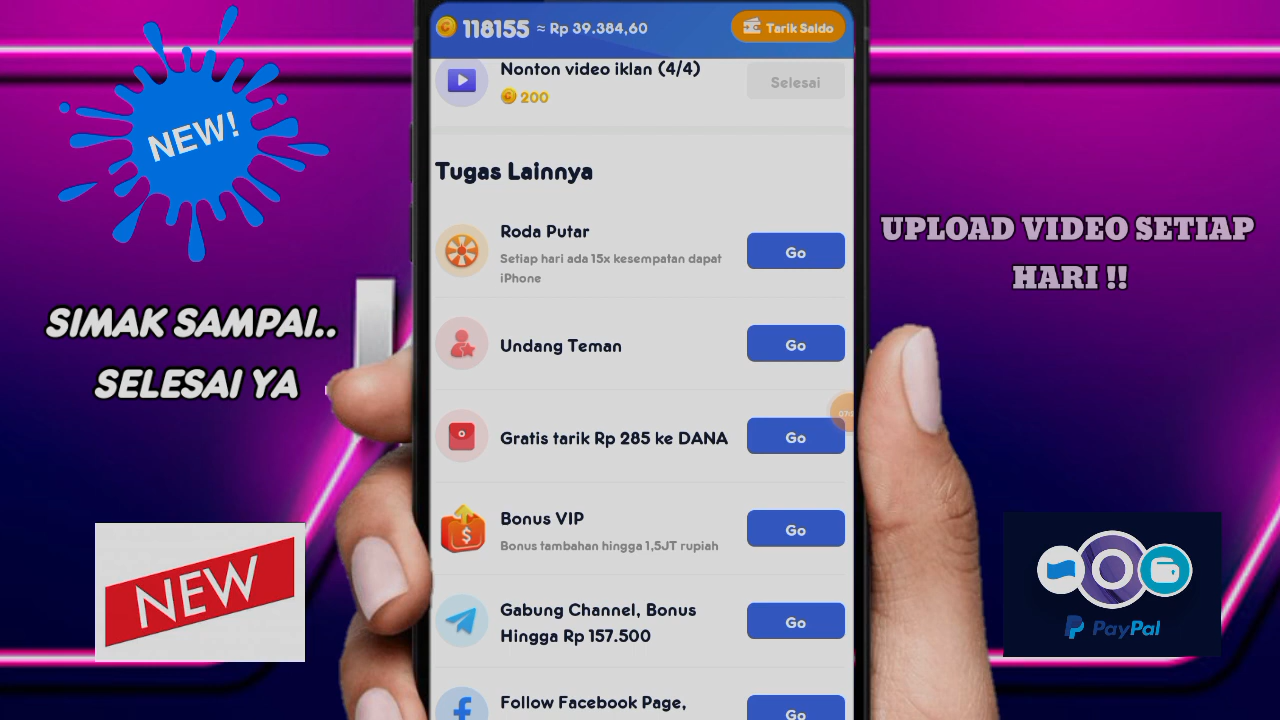 118155 ≈ Rp 39.384,60
Tarik Saldo
Nonton video iklan (4/4)
200
Selesai
Tugas Lainnya
Roda Putar
Setiap hari ada 15x kesempatan dapat
iPhone
Go
Undang Teman
Go
Gratis tarik Rp 285 ke DANA
Go
Bonus VIP
Bonus tambahan hingga 1,5JT rupiah
Go
Gabung Channel, Bonus
Hingga Rp 157.500
Go
Follow Facebook Page,
Go
NEW!
SIMAK SAMPAI..
SELESAI YA
NEW
UPLOAD VIDEO SETIAP
HARI !!
PayPal